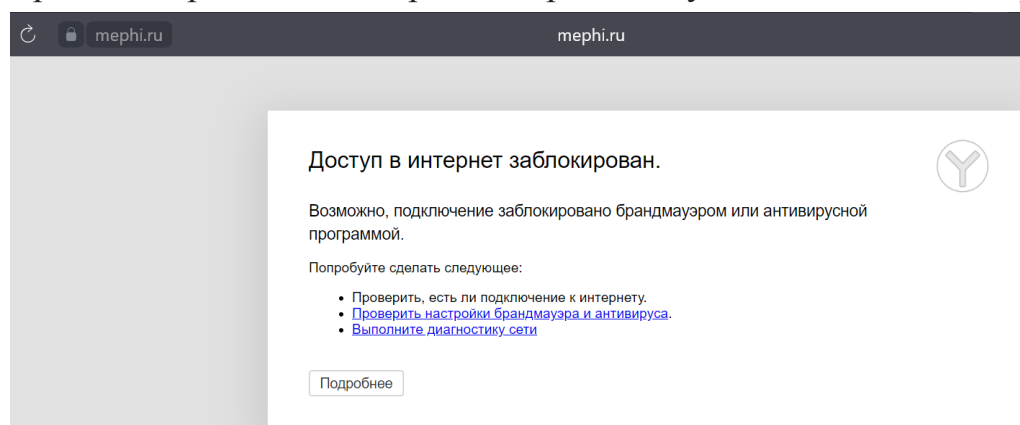 mephi.ru
mephi.ru
Доступ в интернет заблокирован.
Возможно, подключение заблокировано брандмауэром или антивирусной
программой.
Попробуйте сделать следующее:
• Проверить, есть ли подключение к интернету.
• Проверить настройки брандмауэра и антивируса.
• Выполните диагностику сети
Подробнее